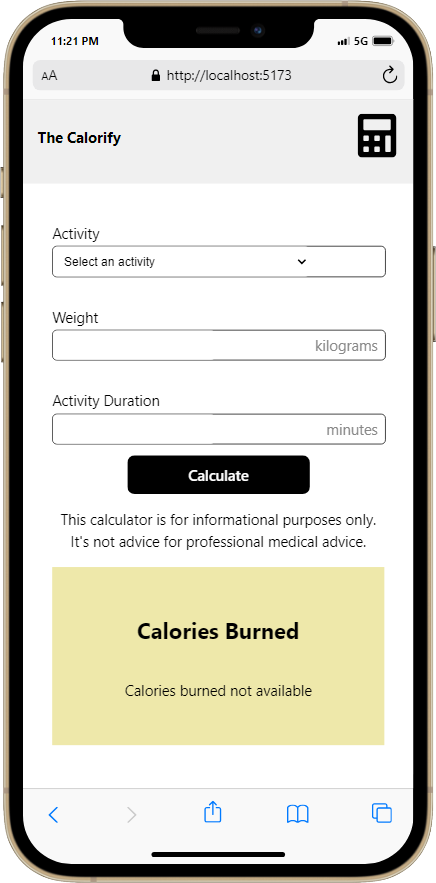 11:21 PM
5G
AA
http://localhost:5173
The Calorify
Activity
Select an activity
Weight
kilograms
Activity Duration
minutes
Calculate
This calculator is for informational purposes only.
It's not advice for professional medical advice.
Calories Burned
Calories burned not available